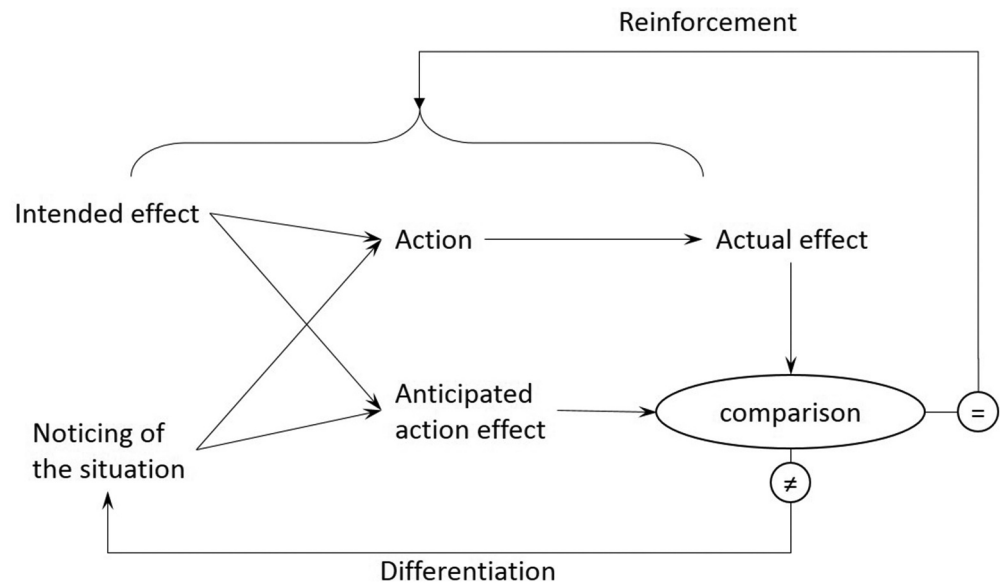 Reinforcement
Intended effect
Action
Actual effect
Anticipated
action effect
comparison
=
Noticing of
the situation
≠
Differentiation